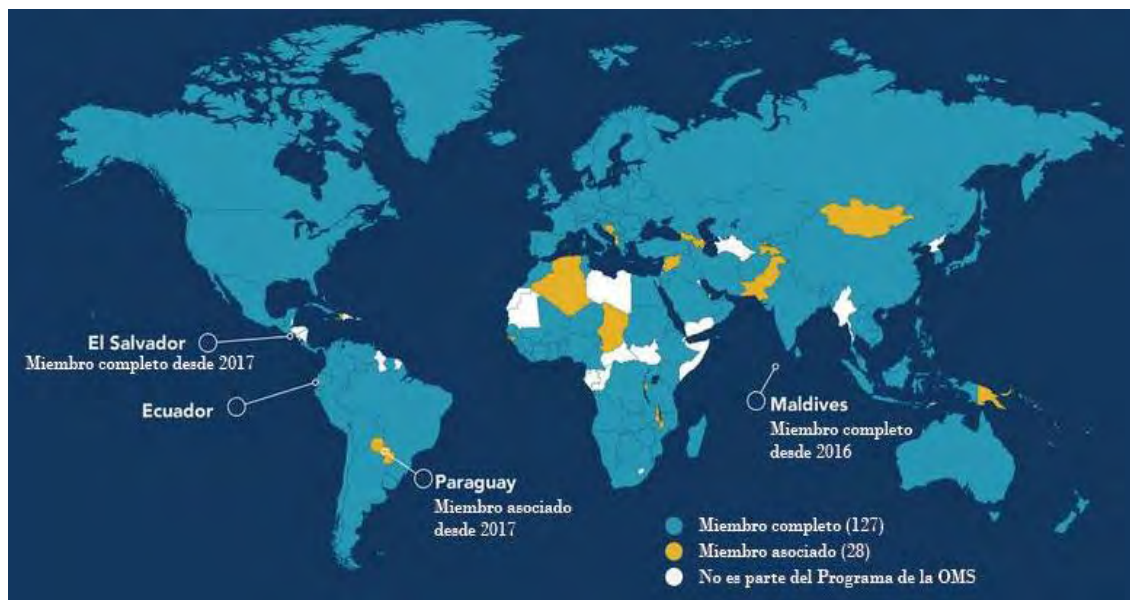 El Salvador
Miembro completo desde 2017
Ecuador
Paraguay
Miembro asociado
desde 2017
Maldives
Miembro completo
desde 2016
Miembro completo (127)
Miembro asociado (28)
No es parte del Programa de la OMS